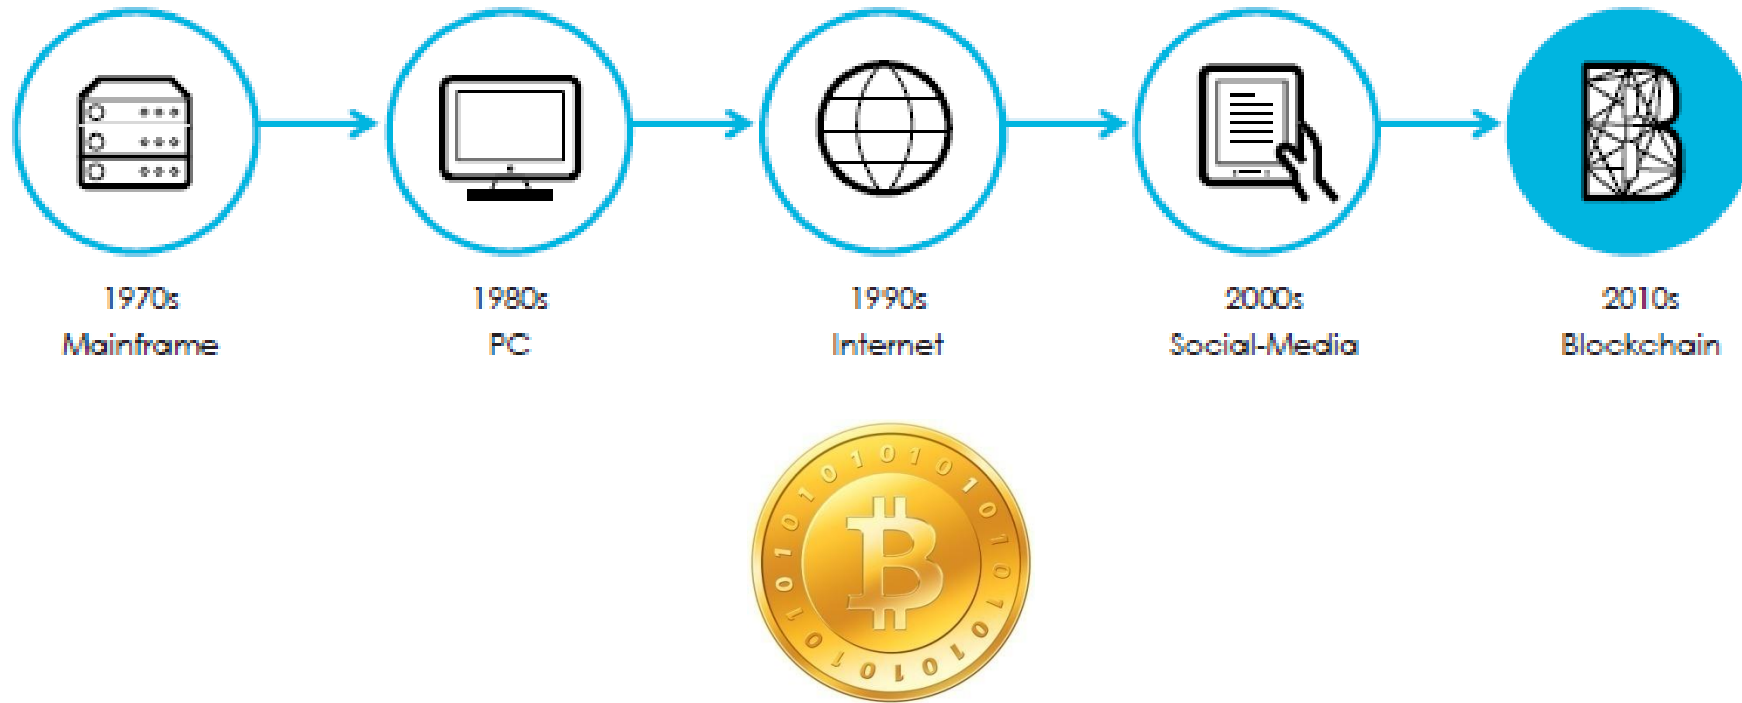 1970s
Mainframe
1980s
PC
1990s
Internet
2000s
Social-Media
2010s
Blockchain